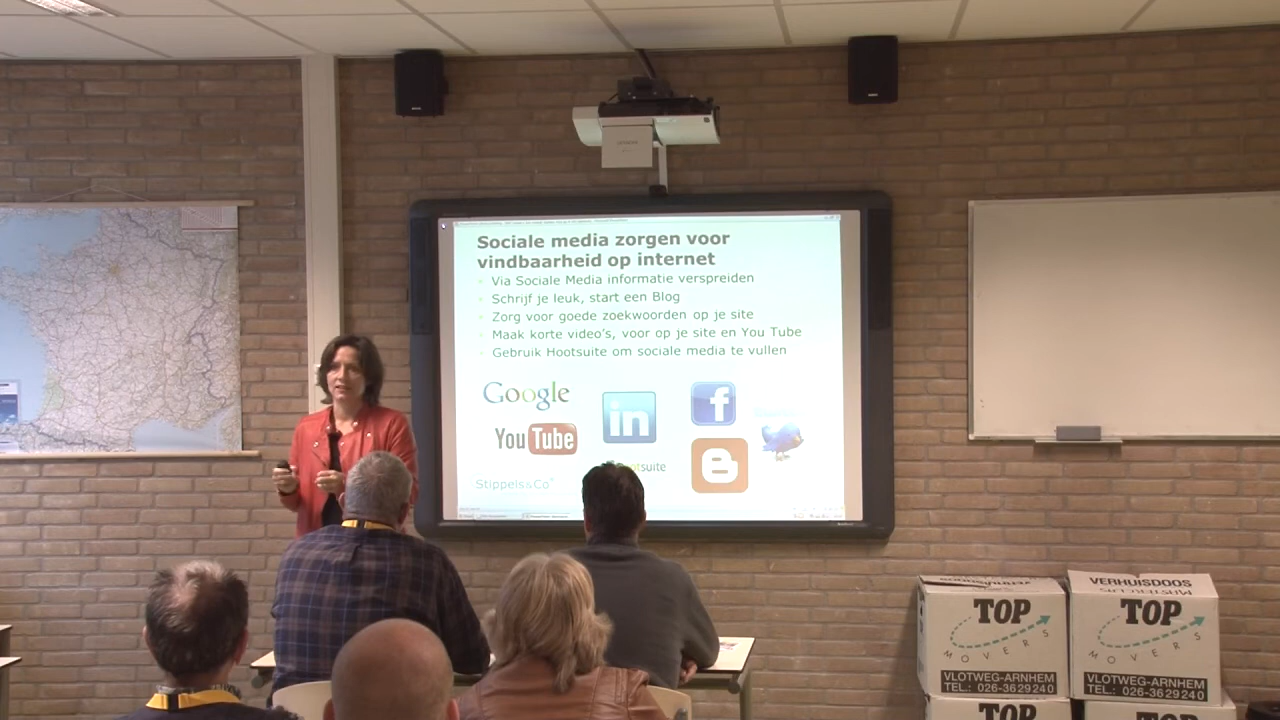 Sociale media zorgen voor
vindbaarheid op internet
Via Sociale Media informatie verspreiden
Schrijf je leuk, start een Blog
Zorg voor goede zoekwoorden op je site
Maak korte video's, voor op je site en You Tube
Gebruik Hootsuite om sociale media te vullen
Google
in
f
YouTube
Stippels&Co
TOP
MOVERS
VLOTWEG-ARNHEM
TEL.: 026-3629240
VERHUISDOOS
TOP
MOVERS
VLOTWEG-ARNHEM
TEL.: 026-3629240
TOP
TOP